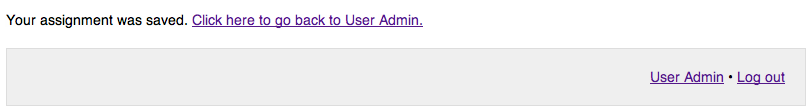 Your assignment was saved. Click here to go back to User Admin.
User Admin • Log out